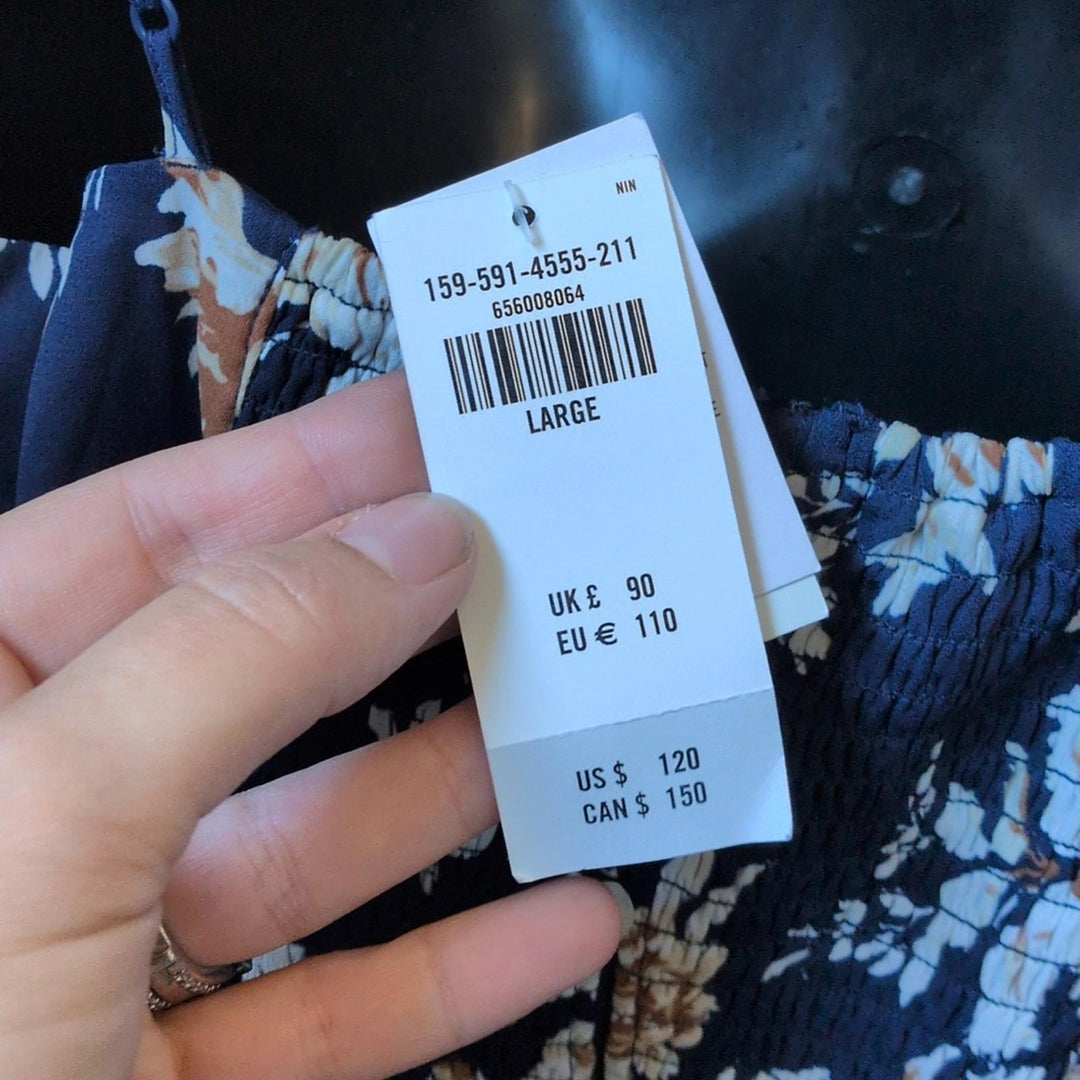 NIN
159-591-4555-211
656008064
LARGE
UK £ 90
EU € 110
US $ 120
CAN $ 150